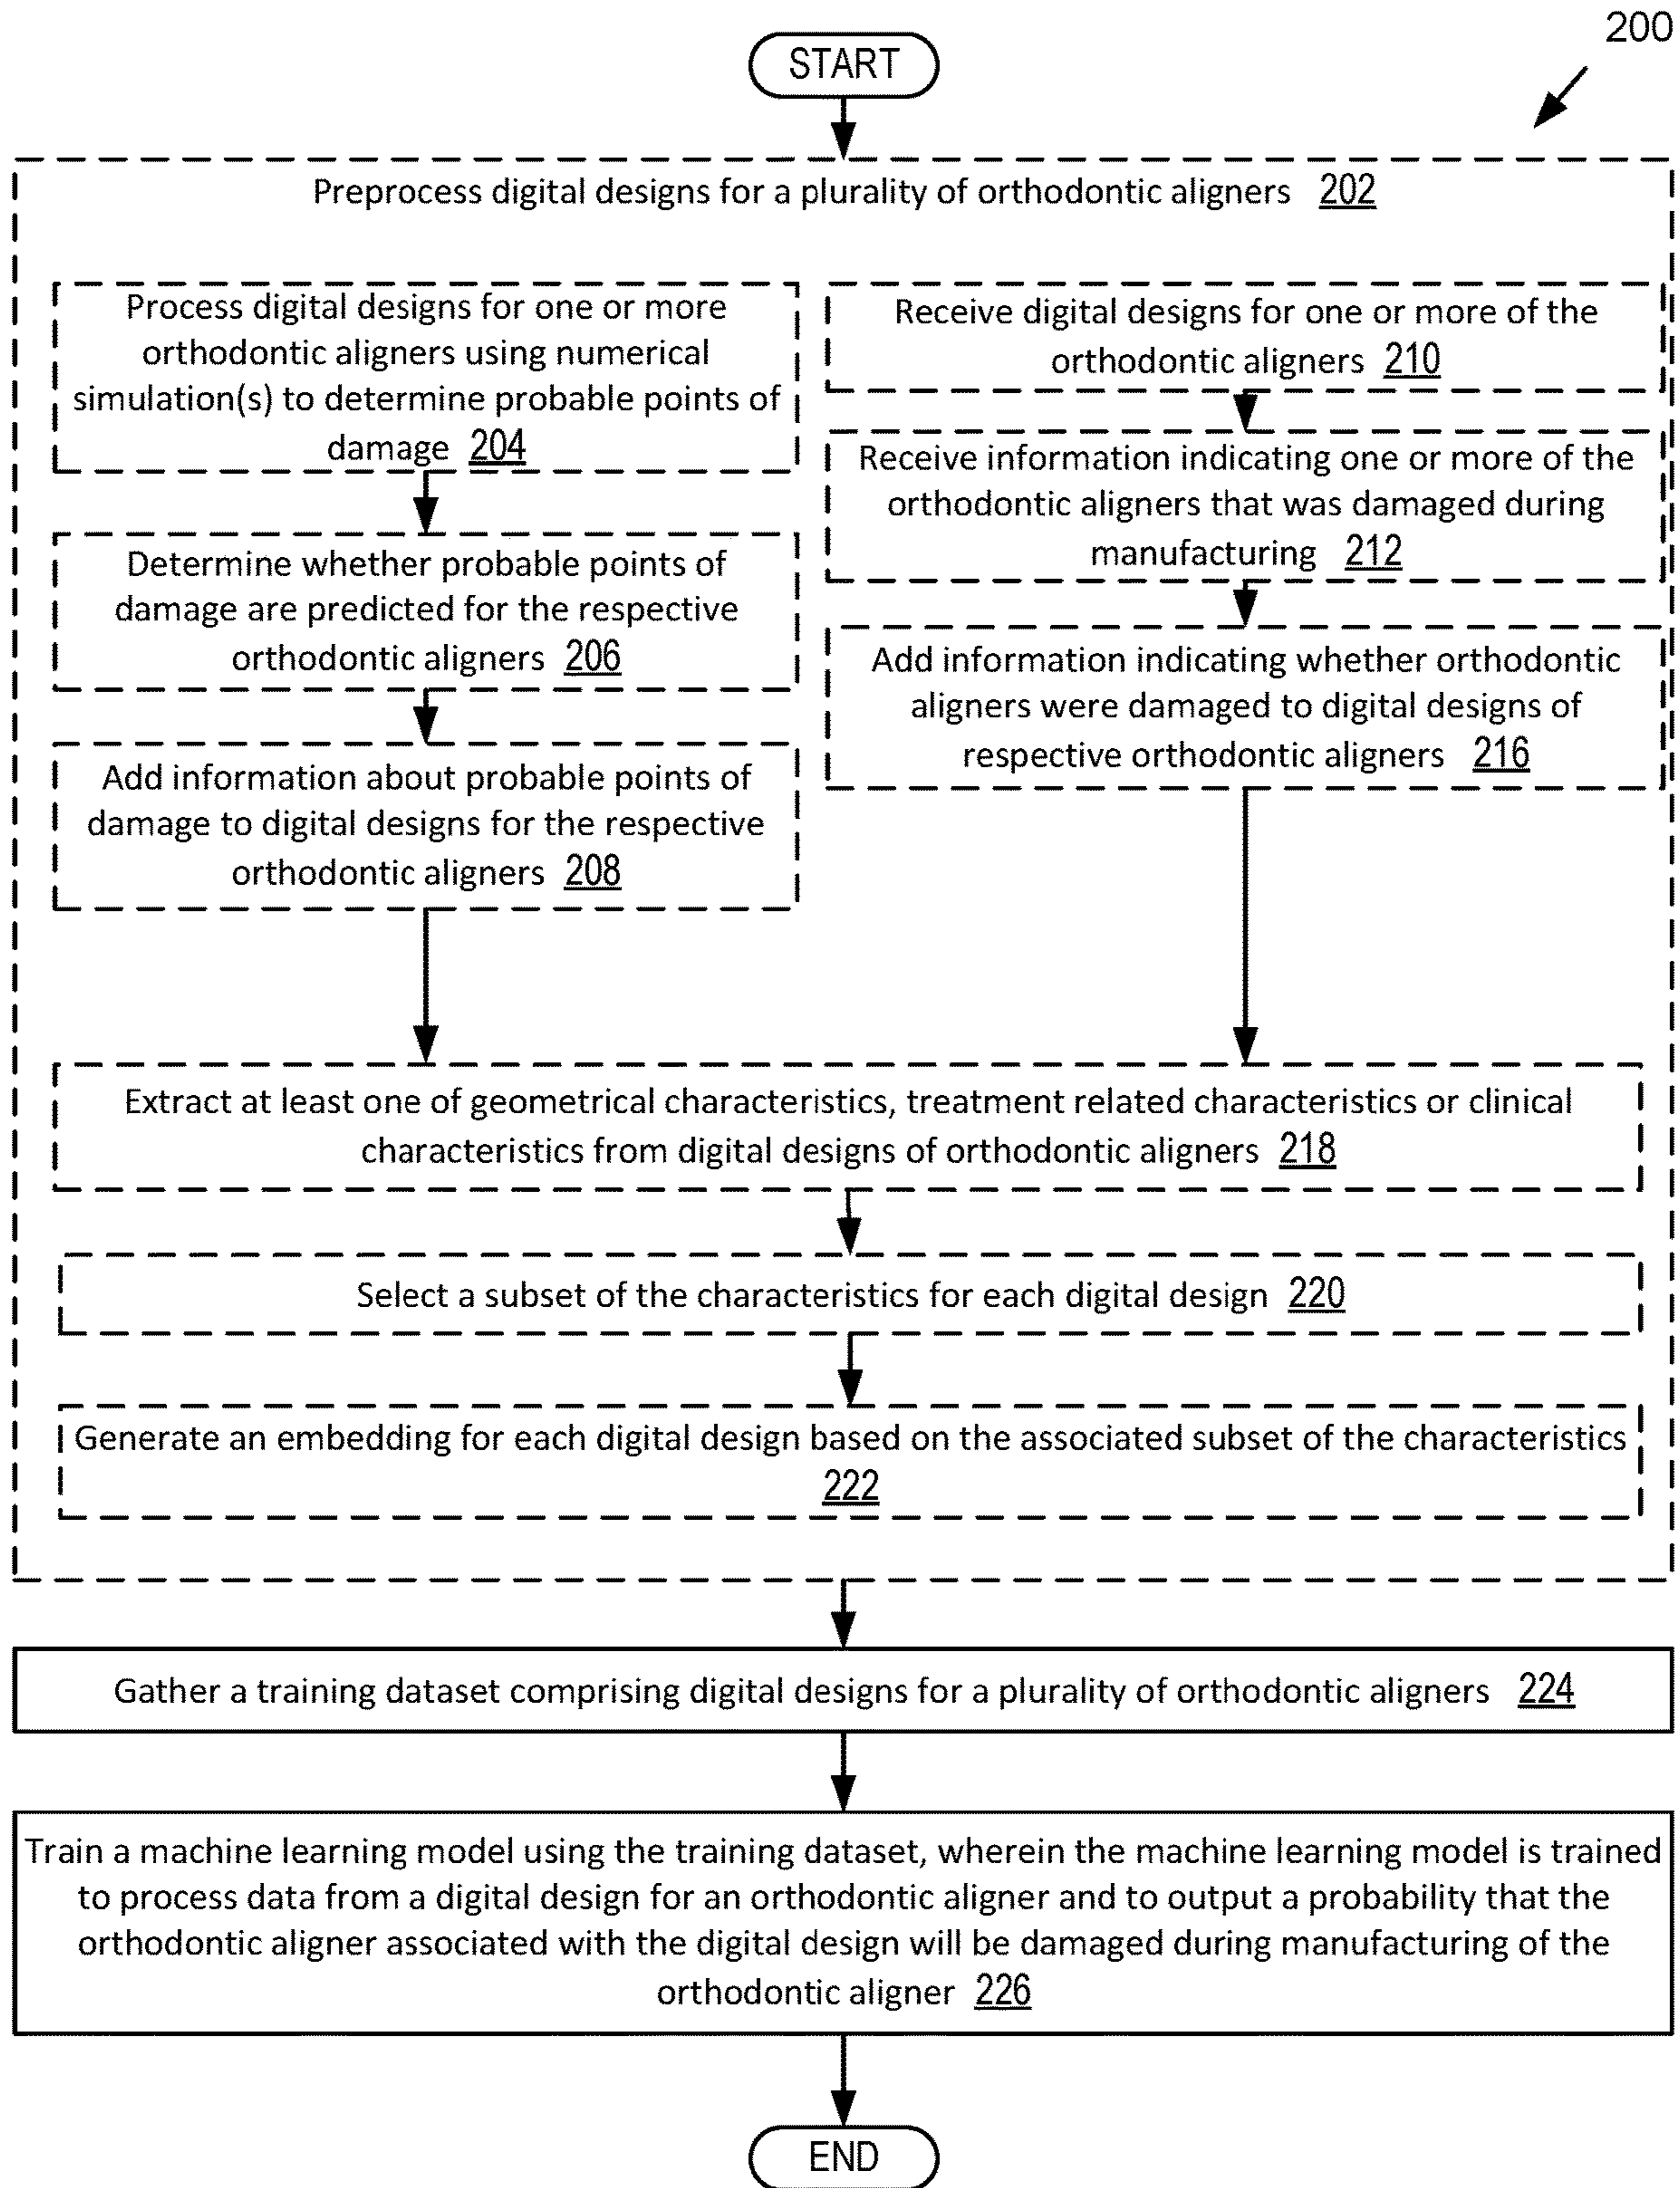 200
START
Preprocess digital designs for a plurality of orthodontic aligners 202
Process digital designs for one or more
orthodontic aligners using numerical
simulation(s) to determine probable points of
damage 204
Determine whether probable points of
damage are predicted for the respective
orthodontic aligners 206
Add information about probable points of
damage to digital designs for the respective
orthodontic aligners 208
Receive digital designs for one or more of the
orthodontic aligners 210
Receive information indicating one or more of the
orthodontic aligners that was damaged during
manufacturing 212
Add information indicating whether orthodontic
aligners were damaged to digital designs of
respective orthodontic aligners 216
Extract at least one of geometrical characteristics, treatment related characteristics or clinical
characteristics from digital designs of orthodontic aligners 218
Select a subset of the characteristics for each digital design 220
Generate an embedding for each digital design based on the associated subset of the characteristics
222
Gather a training dataset comprising digital designs for a plurality of orthodontic aligners 224
Train a machine learning model using the training dataset, wherein the machine learning model is trained
to process data from a digital design for an orthodontic aligner and to output a probability that the
orthodontic aligner associated with the digital design will be damaged during manufacturing of the
orthodontic aligner 226
END